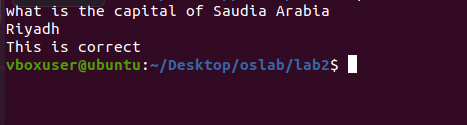 what is the capital of Saudia Arabia
Riyadh
This is correct
vboxuser@ubuntu:~/Desktop/oslab/lab2$